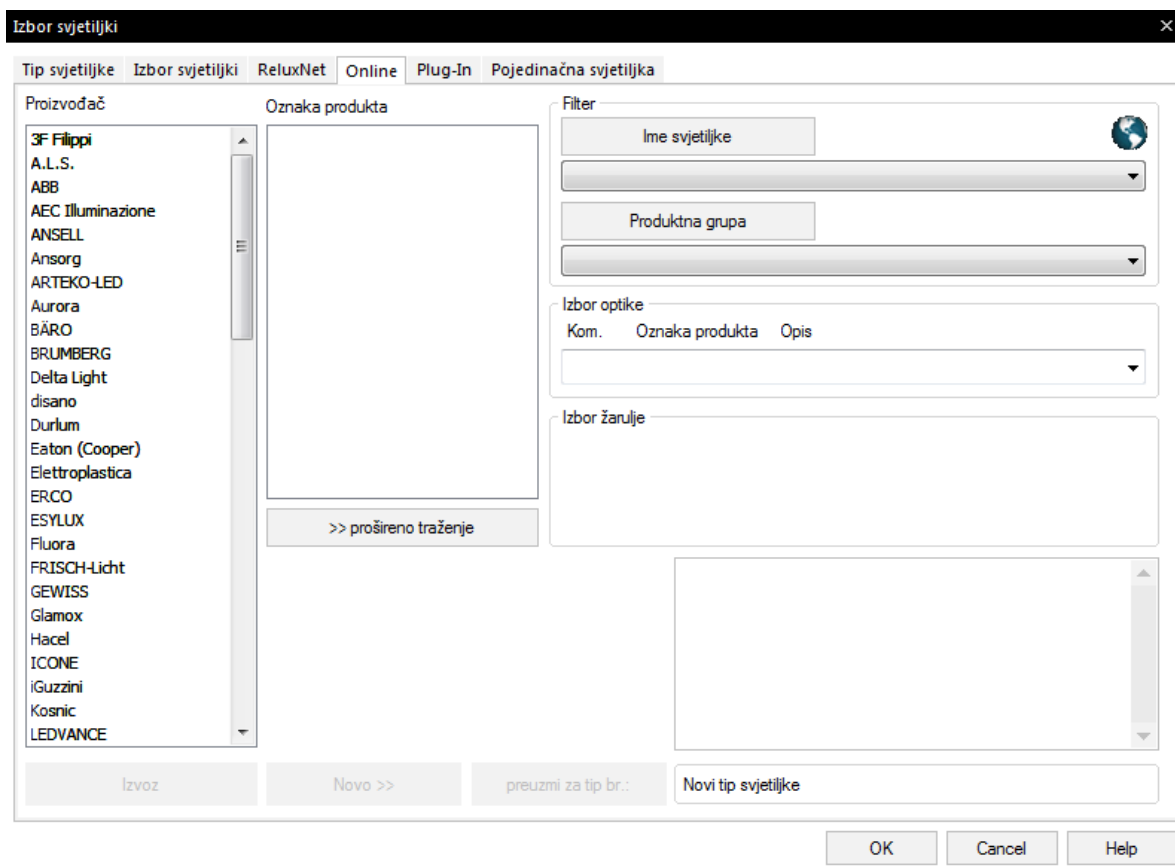 Izbor svjetiljki
Tip svjetiljke Izbor svjetiljki ReluxNet Online Plug-In Pojedinačna svjetiljka
Proizvođač
3F Filippi
A.L.S.
ABB
AEC Illuminazione
ANSELL
Ansorg
ARTEKO-LED
Aurora
BÄRO
BRUMBERG
Delta Light
disano
Durlum
Eaton (Cooper)
Elettroplastica
ERCO
ESYLUX
Fluora
FRISCH-Licht
GEWISS
Glamox
Hacel
ICONE
iGuzzini
Kosnic
LEDVANCE
Oznaka produkta
>> prošireno traženje
Filter
Ime svjetiljke
Produktna grupa
Izbor optike
Kom. Oznaka produkta Opis
Izbor žarulje
Izvoz
Novo >>
preuzmi za tip br.:
Novi tip svjetiljke
OK Cancel Help